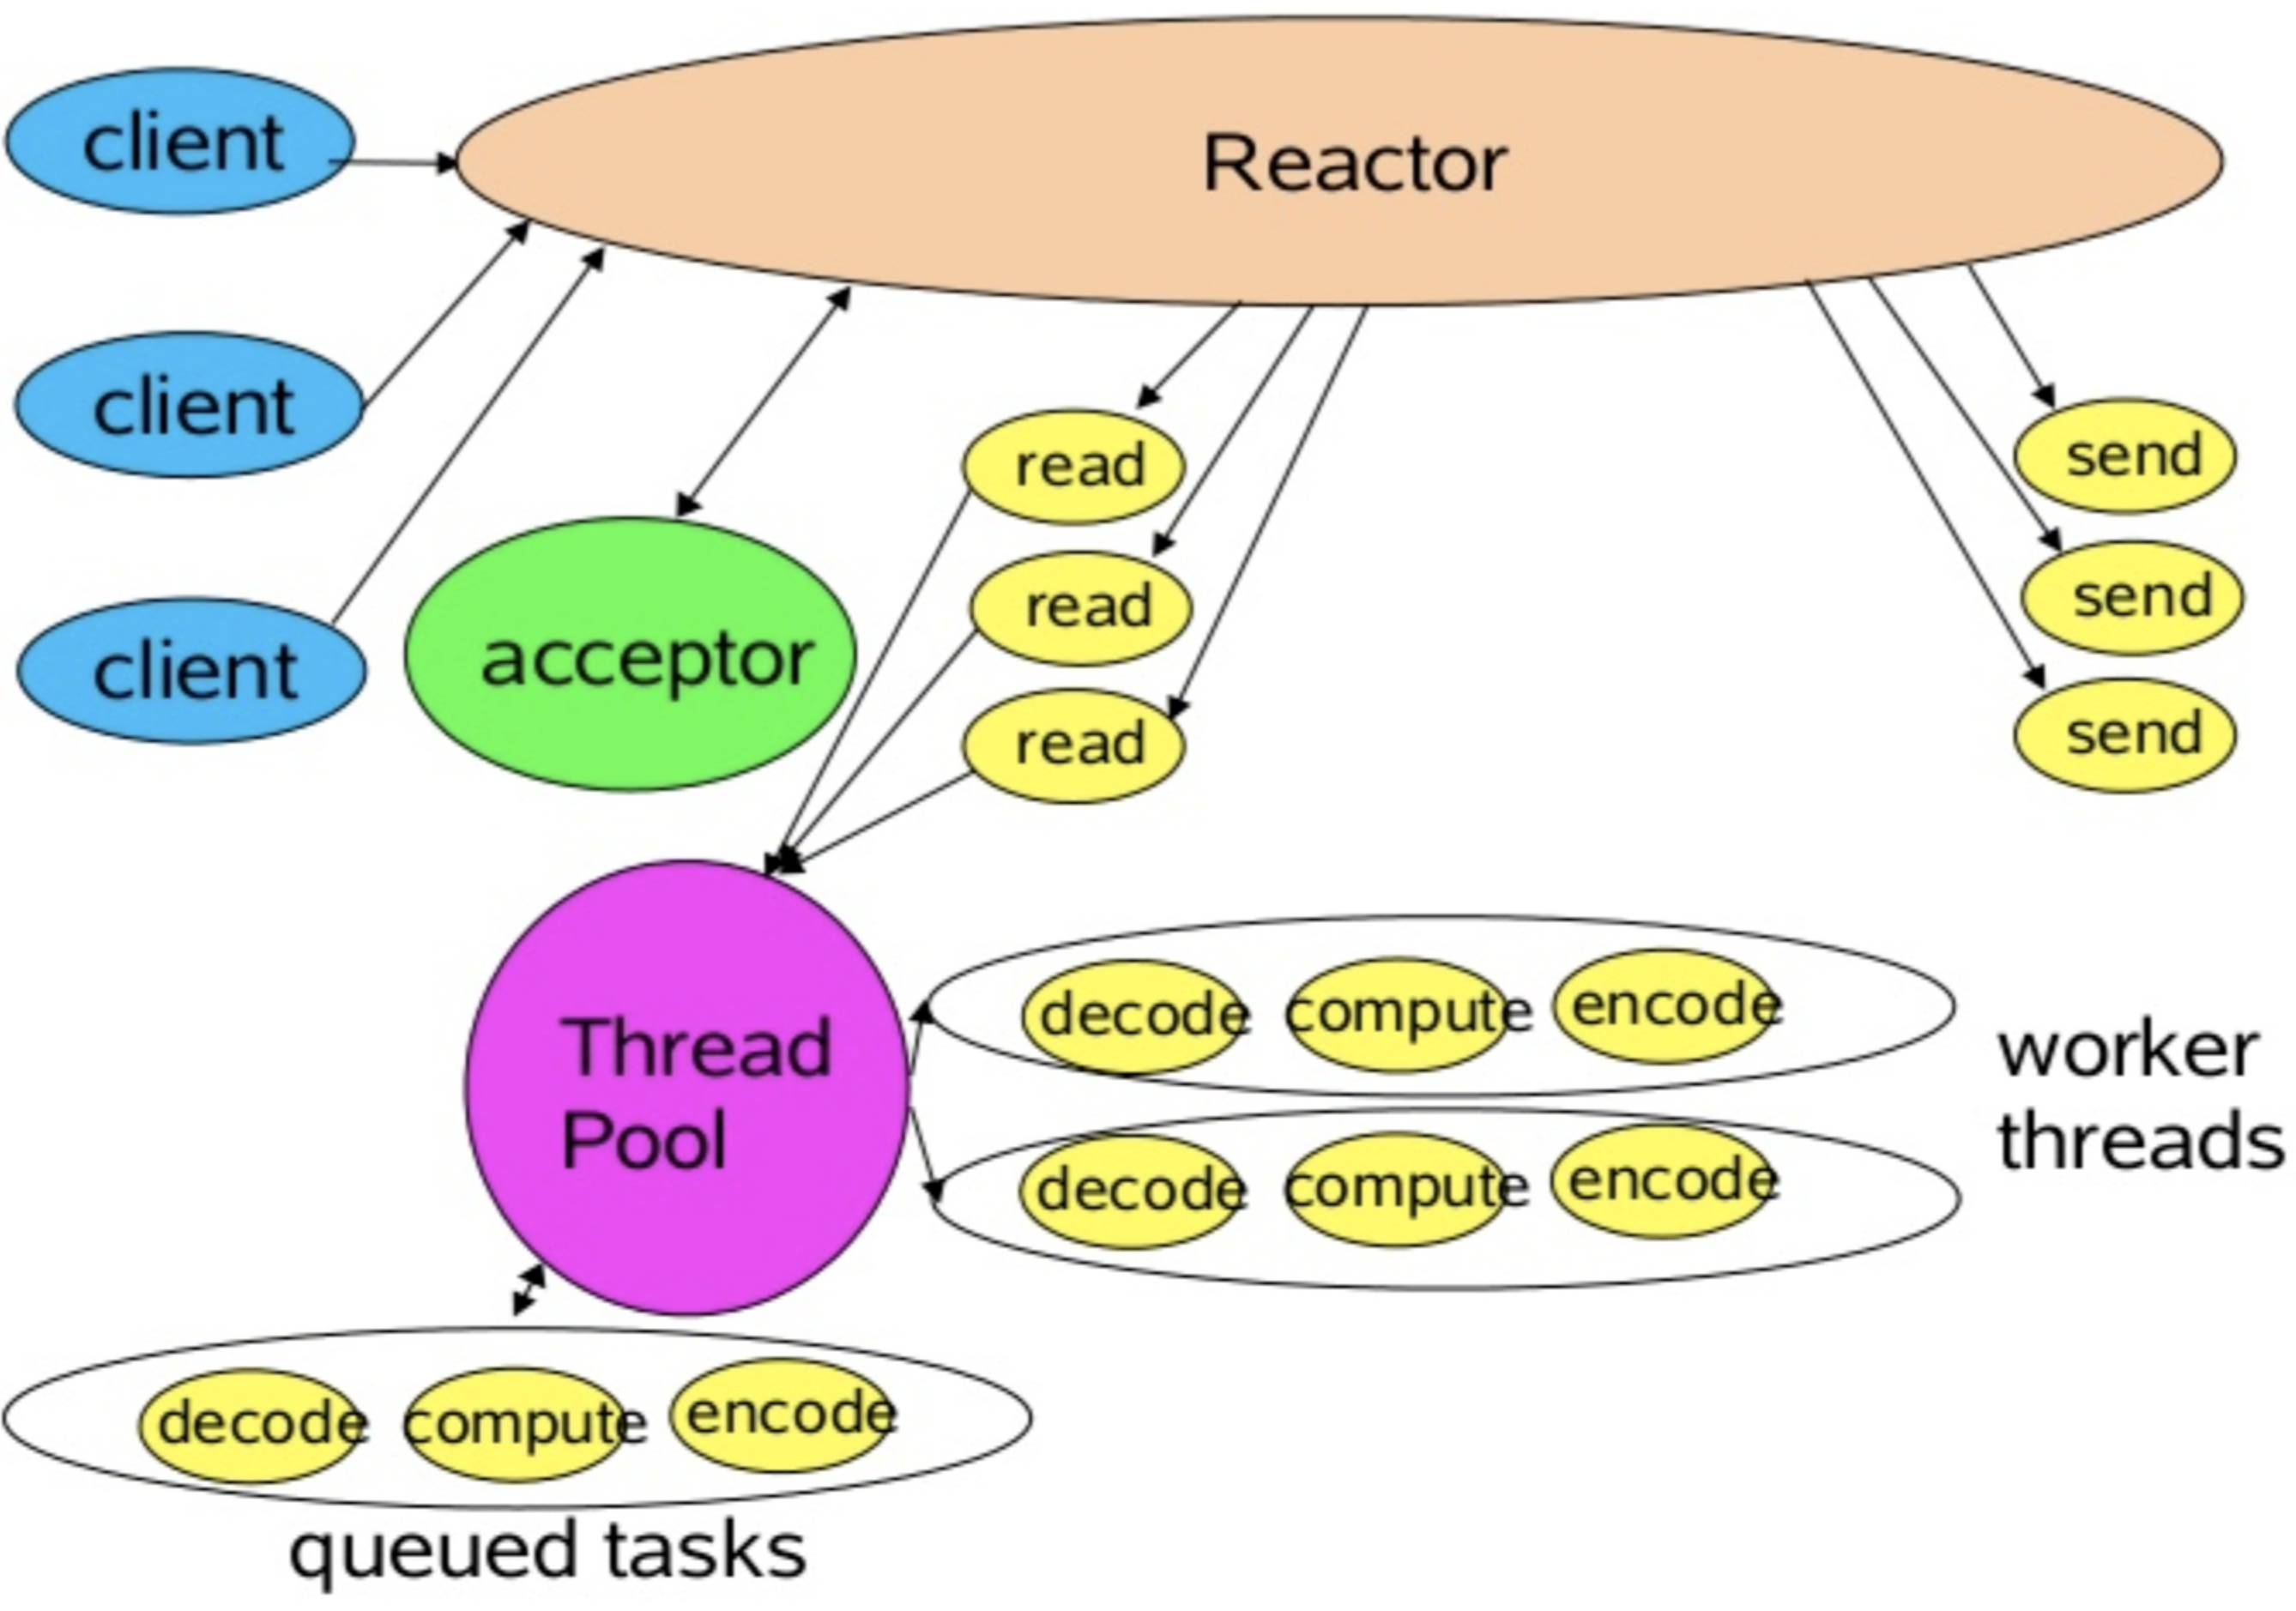 client
Reactor
client
client
acceptor
read
read
read
send
send
send
Thread
Pool
decode compute encode
decode compute encode
worker
threads
decode compute encode
queued tasks